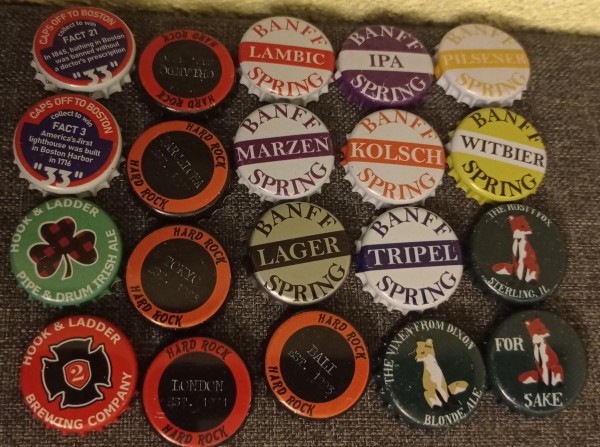 CAPS OFF TO BOSTON
collect to win
FACT 21
In 1845, bathing in Boston
was banned without
a doctor's prescription
"33"
HARD ROCK
ORLANDO
HARD ROCK
BANFF
LAMBIC
SPRING
BANFF
IPA
SPRING
BANFF
PILSENER
SPRING
CAPS OFF TO BOSTON
collect to win
FACT 3
America's first
lighthouse was built
in Boston Harbor
in 1716
"33"
HARD ROCK
HARD ROCK
BANFF
MARZEN
SPRING
BANFF
KOLSCH
SPRING
BANFF
WITBIER
SPRING
HOOK & LADDER
PIPE & DRUM IRISH ALE
HARD ROCK
TOKYO
HARD ROCK
BANFF
LAGER
SPRING
BANFF
TRIPEL
SPRING
THE RUSTY FOX
STERLING, IL
HOOK & LADDER
2
BREWING COMPANY
HARD ROCK
LONDON
EST. 1971
HARD ROCK
HARD ROCK
BALI
EST.
HARD ROCK
THE VIXEN FROM DIXON
BLONDE ALE
FOR
SAKE